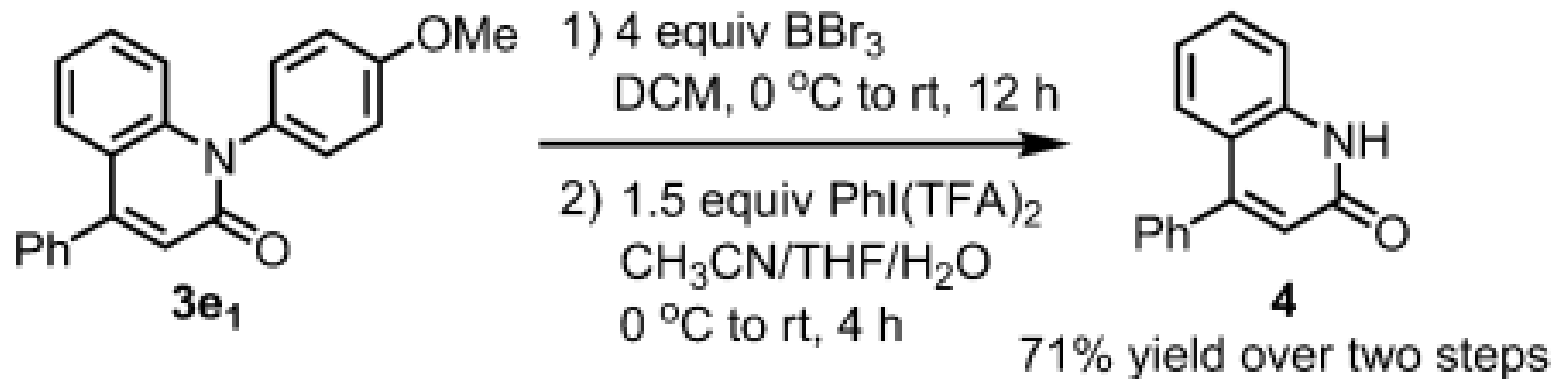 OMe
N
O
Ph
3e₁
1) 4 equiv BBr₃
DCM, 0 °C to rt, 12 h
2) 1.5 equiv PhI(TFA)₂
CH₃CN/THF/H₂O
0 °C to rt, 4 h
NH
O
Ph
4
71% yield over two steps